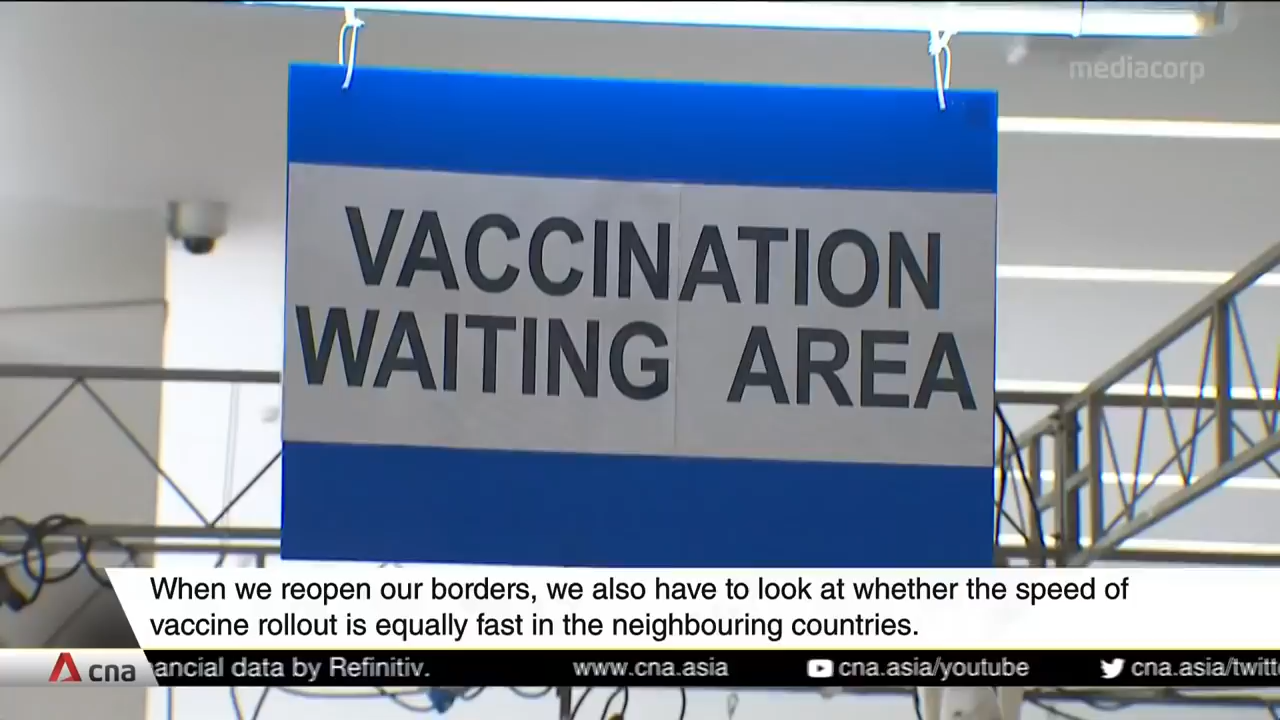 mediacorp
VACCINATION
WAITING AREA
When we reopen our borders, we also have to look at whether the speed of
vaccine rollout is equally fast in the neighbouring countries.
cna
ancial data by Refinitiv. www.cna.asia cna.asia/youtube cna.asia/twitt